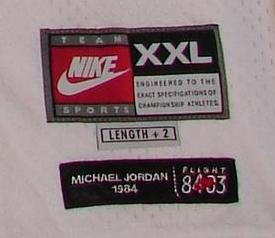 TEAM
NIKE
SPORTS
XXL
ENGINEERED TO THE
EXACT SPECIFICATIONS OF
CHAMPIONSHIP ATHLETES.
LENGTH + 2
MICHAEL JORDAN
1984
FLIGHT
8403